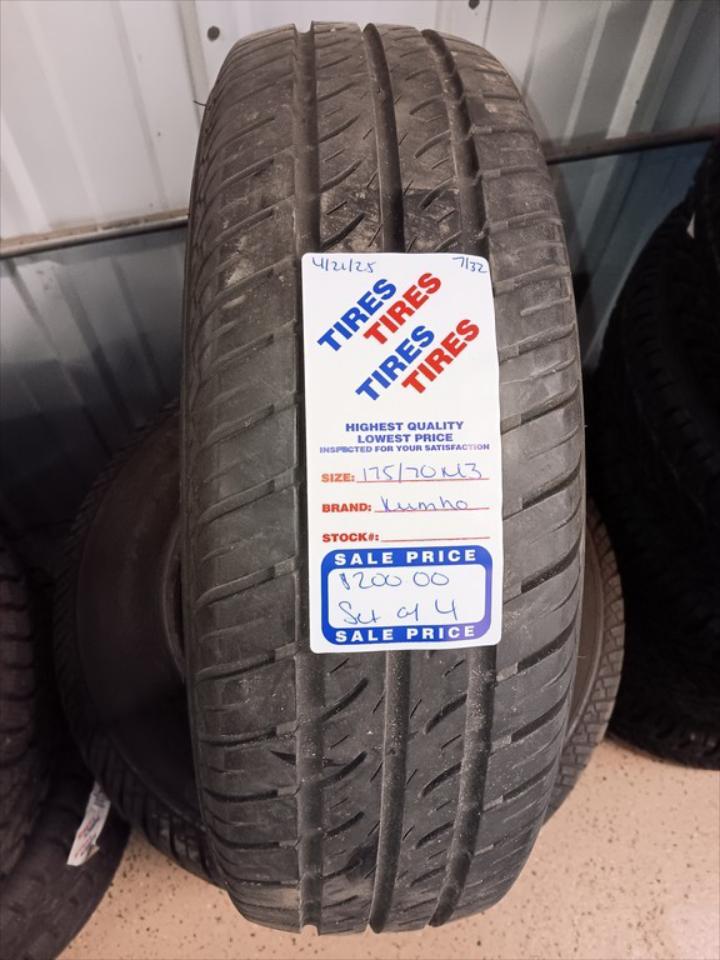 4/21/25 7/32
TIRES
TIRES
TIRES
TIRES
HIGHEST QUALITY
LOWEST PRICE
INSPECTED FOR YOUR SATISFACTION
SIZE: 175/70R13
BRAND: Kumho
STOCK#:
SALE PRICE
$200.00
Set of 4
SALE PRICE